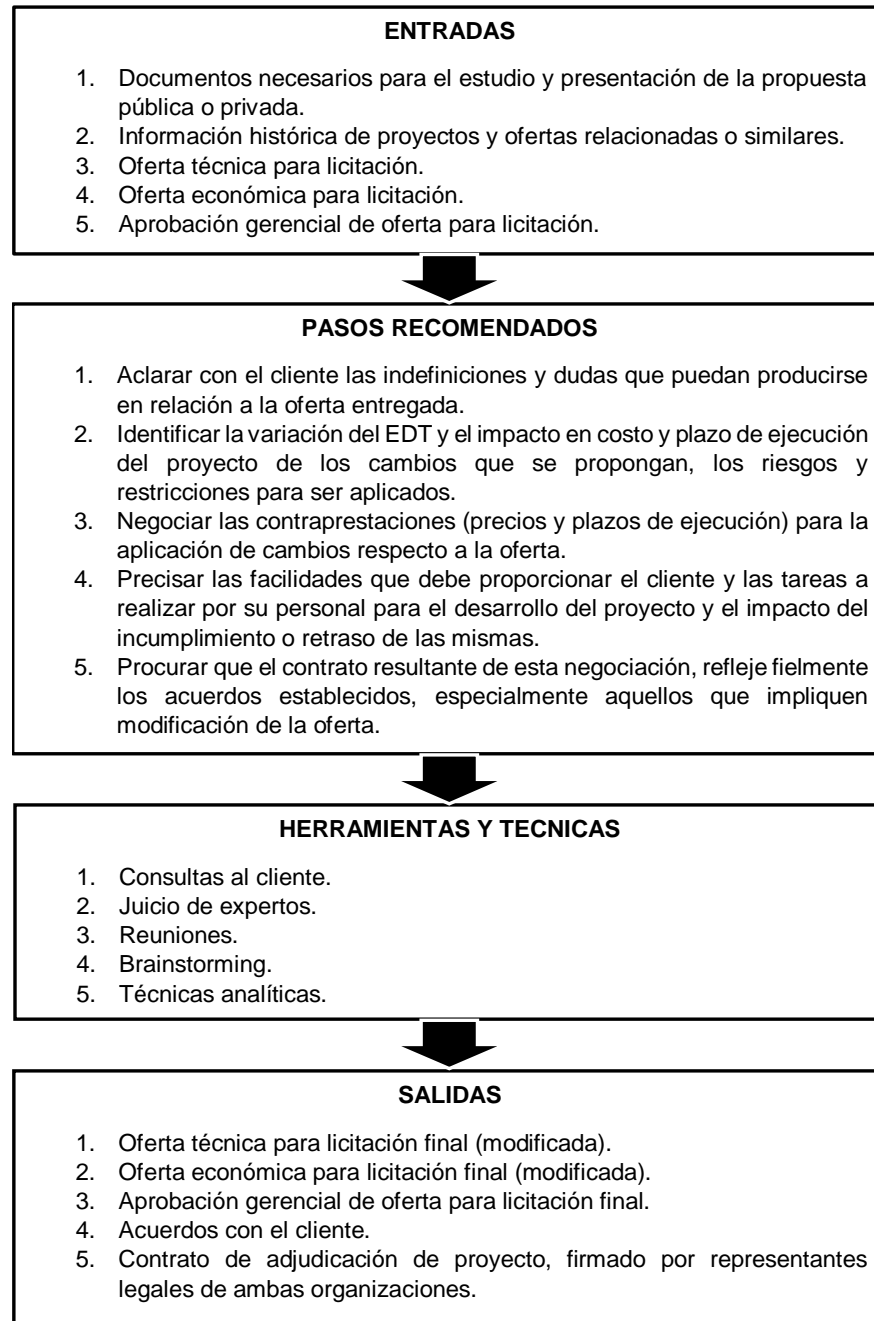 ENTRADAS
1. Documentos necesarios para el estudio y presentación de la propuesta
pública o privada.
2. Información histórica de proyectos y ofertas relacionadas o similares.
3. Oferta técnica para licitación.
4. Oferta económica para licitación.
5. Aprobación gerencial de oferta para licitación.
PASOS RECOMENDADOS
1. Aclarar con el cliente las indefiniciones y dudas que puedan producirse
en relación a la oferta entregada.
2. Identificar la variación del EDT y el impacto en costo y plazo de ejecución
del proyecto de los cambios que se propongan, los riesgos y
restricciones para ser aplicados.
3. Negociar las contraprestaciones (precios y plazos de ejecución) para la
aplicación de cambios respecto a la oferta.
4. Precisar las facilidades que debe proporcionar el cliente y las tareas a
realizar por su personal para el desarrollo del proyecto y el impacto del
incumplimiento o retraso de las mismas.
5. Procurar que el contrato resultante de esta negociación, refleje fielmente
los acuerdos establecidos, especialmente aquellos que impliquen
modificación de la oferta.
HERRAMIENTAS Y TECNICAS
1. Consultas al cliente.
2. Juicio de expertos.
3. Reuniones.
4. Brainstorming.
5. Técnicas analíticas.
SALIDAS
1. Oferta técnica para licitación final (modificada).
2. Oferta económica para licitación final (modificada).
3. Aprobación gerencial de oferta para licitación final.
4. Acuerdos con el cliente.
5. Contrato de adjudicación de proyecto, firmado por representantes
legales de ambas organizaciones.